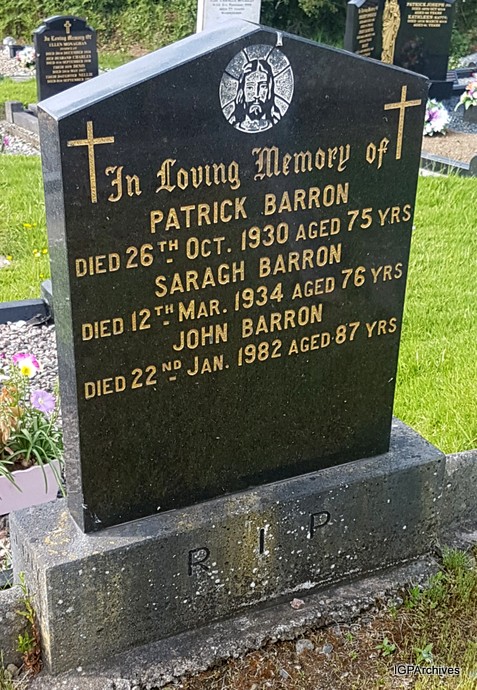 In Loving Memory of
PATRICK BARRON
DIED 26TH OCT. 1930 AGED 75 YRS
SARAGH BARRON
DIED 12TH MAR. 1934 AGED 76 YRS
JOHN BARRON
DIED 22ND JAN. 1982 AGED 87 YRS
R I P
IGPArchives